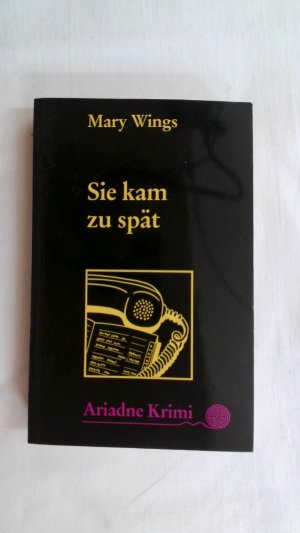 Mary Wings
Sie kam
zu spät
Ariadne Krimi